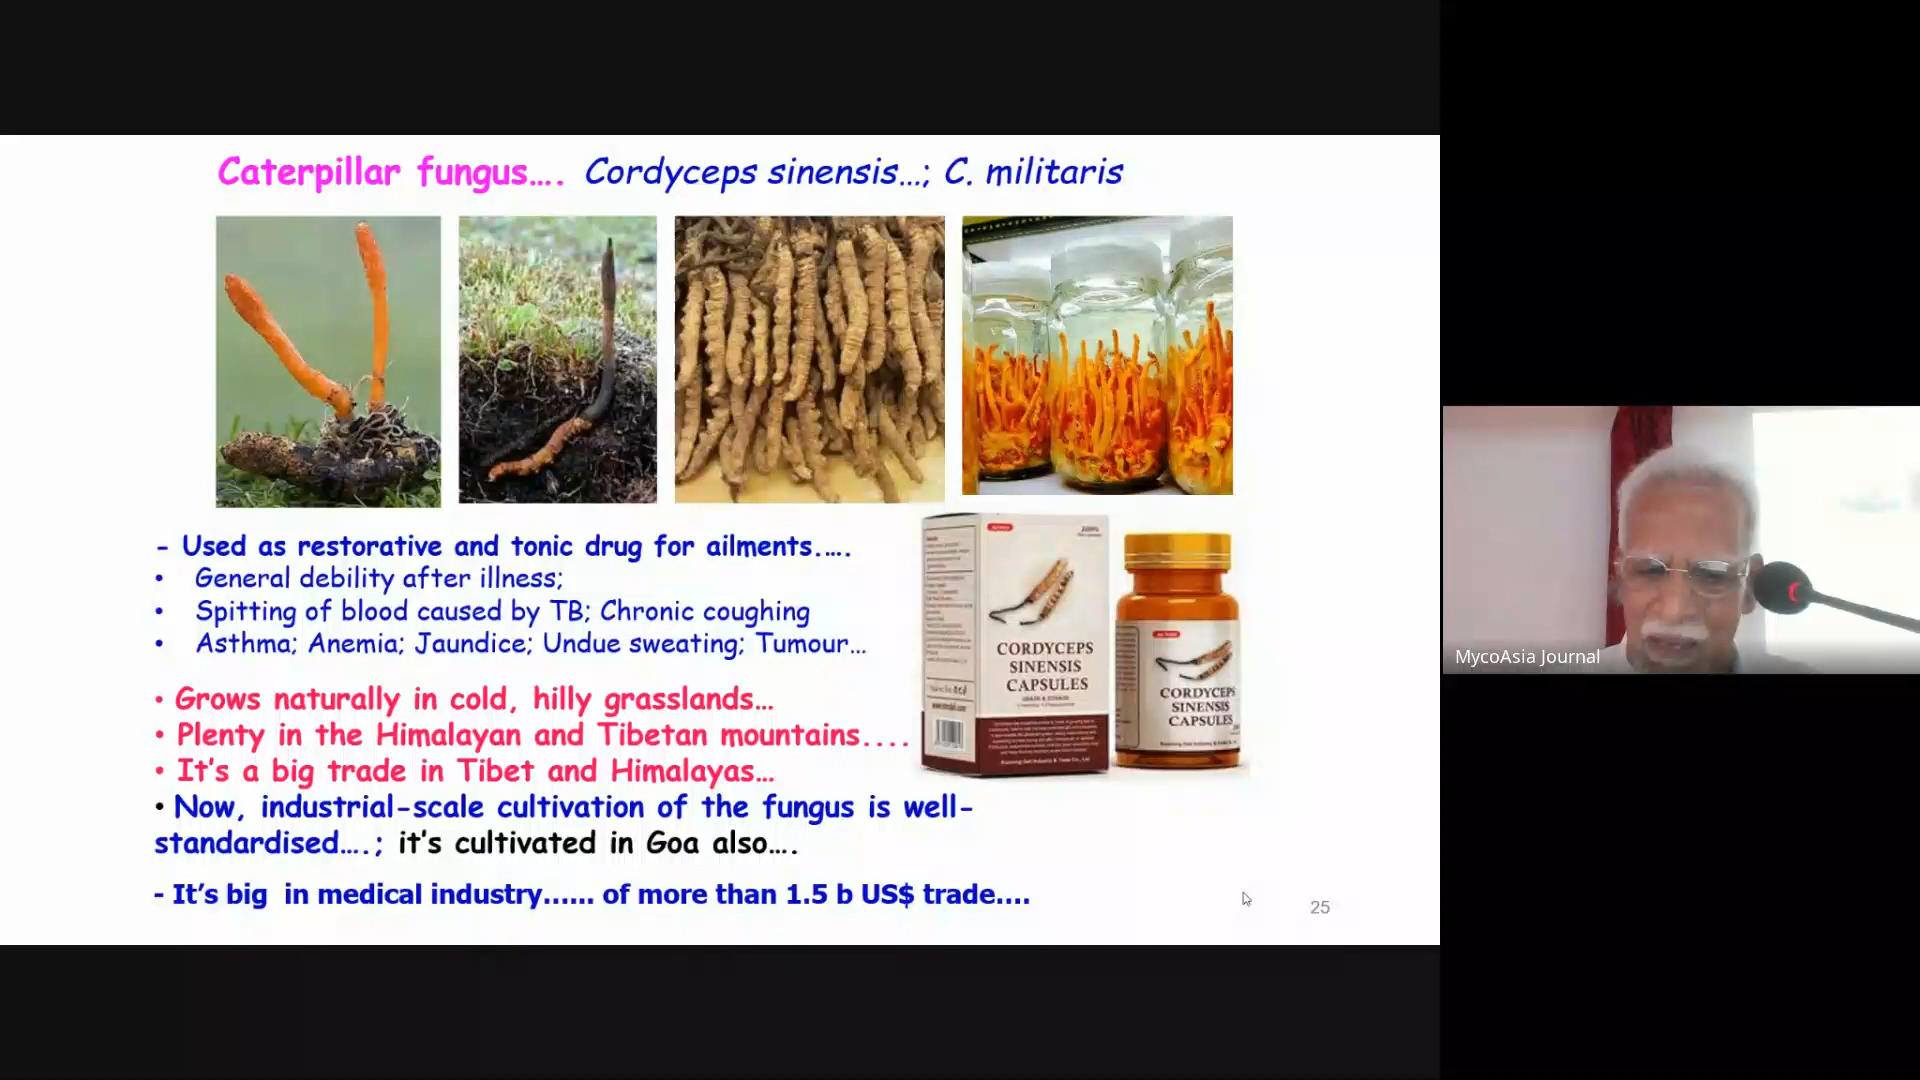 Caterpillar fungus.... Cordyceps sinensis...; C. militaris
- Used as restorative and tonic drug for ailments.....
• General debility after illness;
• Spitting of blood caused by TB; Chronic coughing
• Asthma; Anemia; Jaundice; Undue sweating; Tumour...
• Grows naturally in cold, hilly grasslands...
• Plenty in the Himalayan and Tibetan mountains....
• It's a big trade in Tibet and Himalayas...
• Now, industrial-scale cultivation of the fungus is well-
standardised....; it's cultivated in Goa also....
- It's big in medical industry...... of more than 1.5 b US$ trade....
CORDYCEPS
SINENSIS
CAPSULES
CORDYCEPS
SINENSIS
CAPSULES
25
MycoAsia Journal